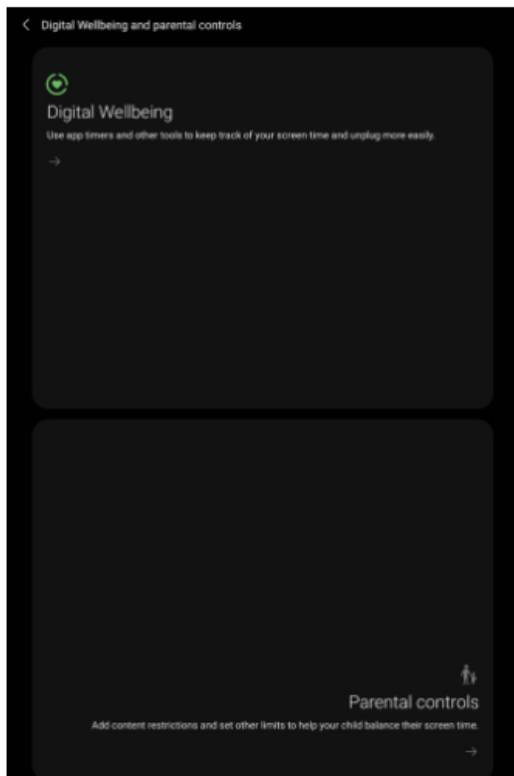 Digital Wellbeing and parental controls
Digital Wellbeing
Use app timers and other tools to keep track of your screen time and unplug more easily.
Parental controls
Add content restrictions and set other limits to help your child balance their screen time.